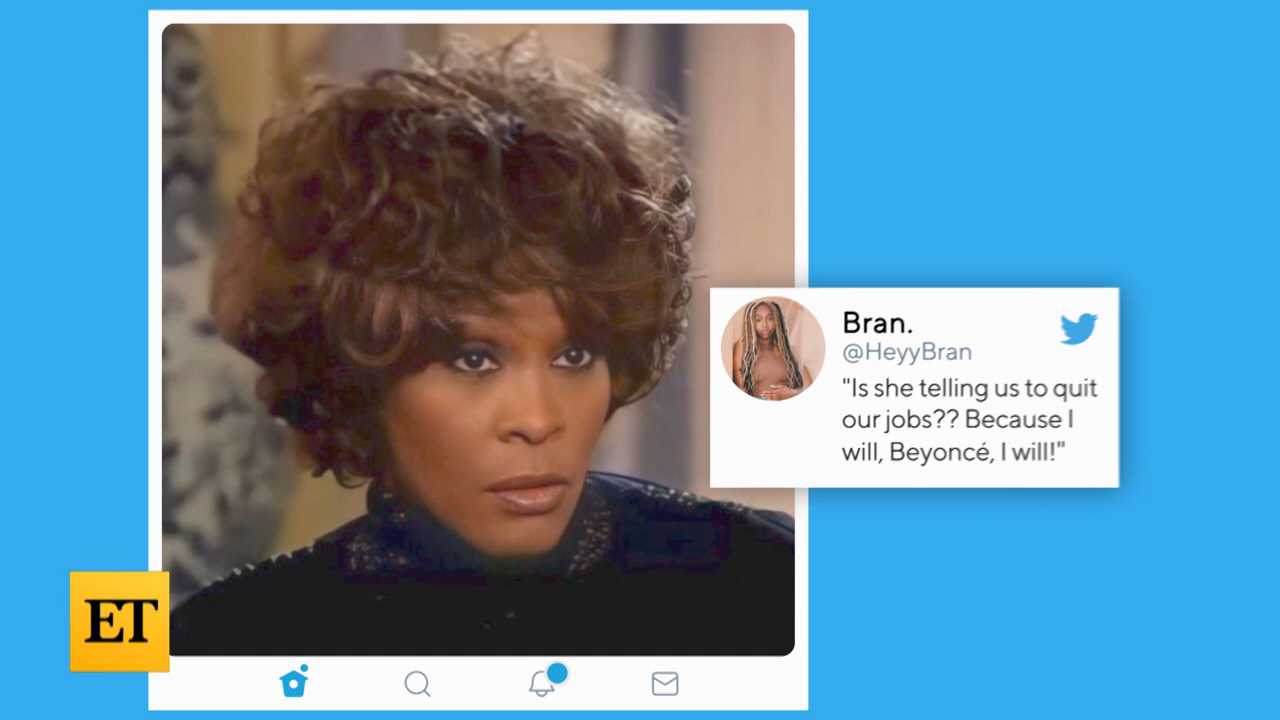 Bran.
@HeyyBran
"Is she telling us to quit
our jobs?? Because I
will, Beyoncé, I will!"
ET